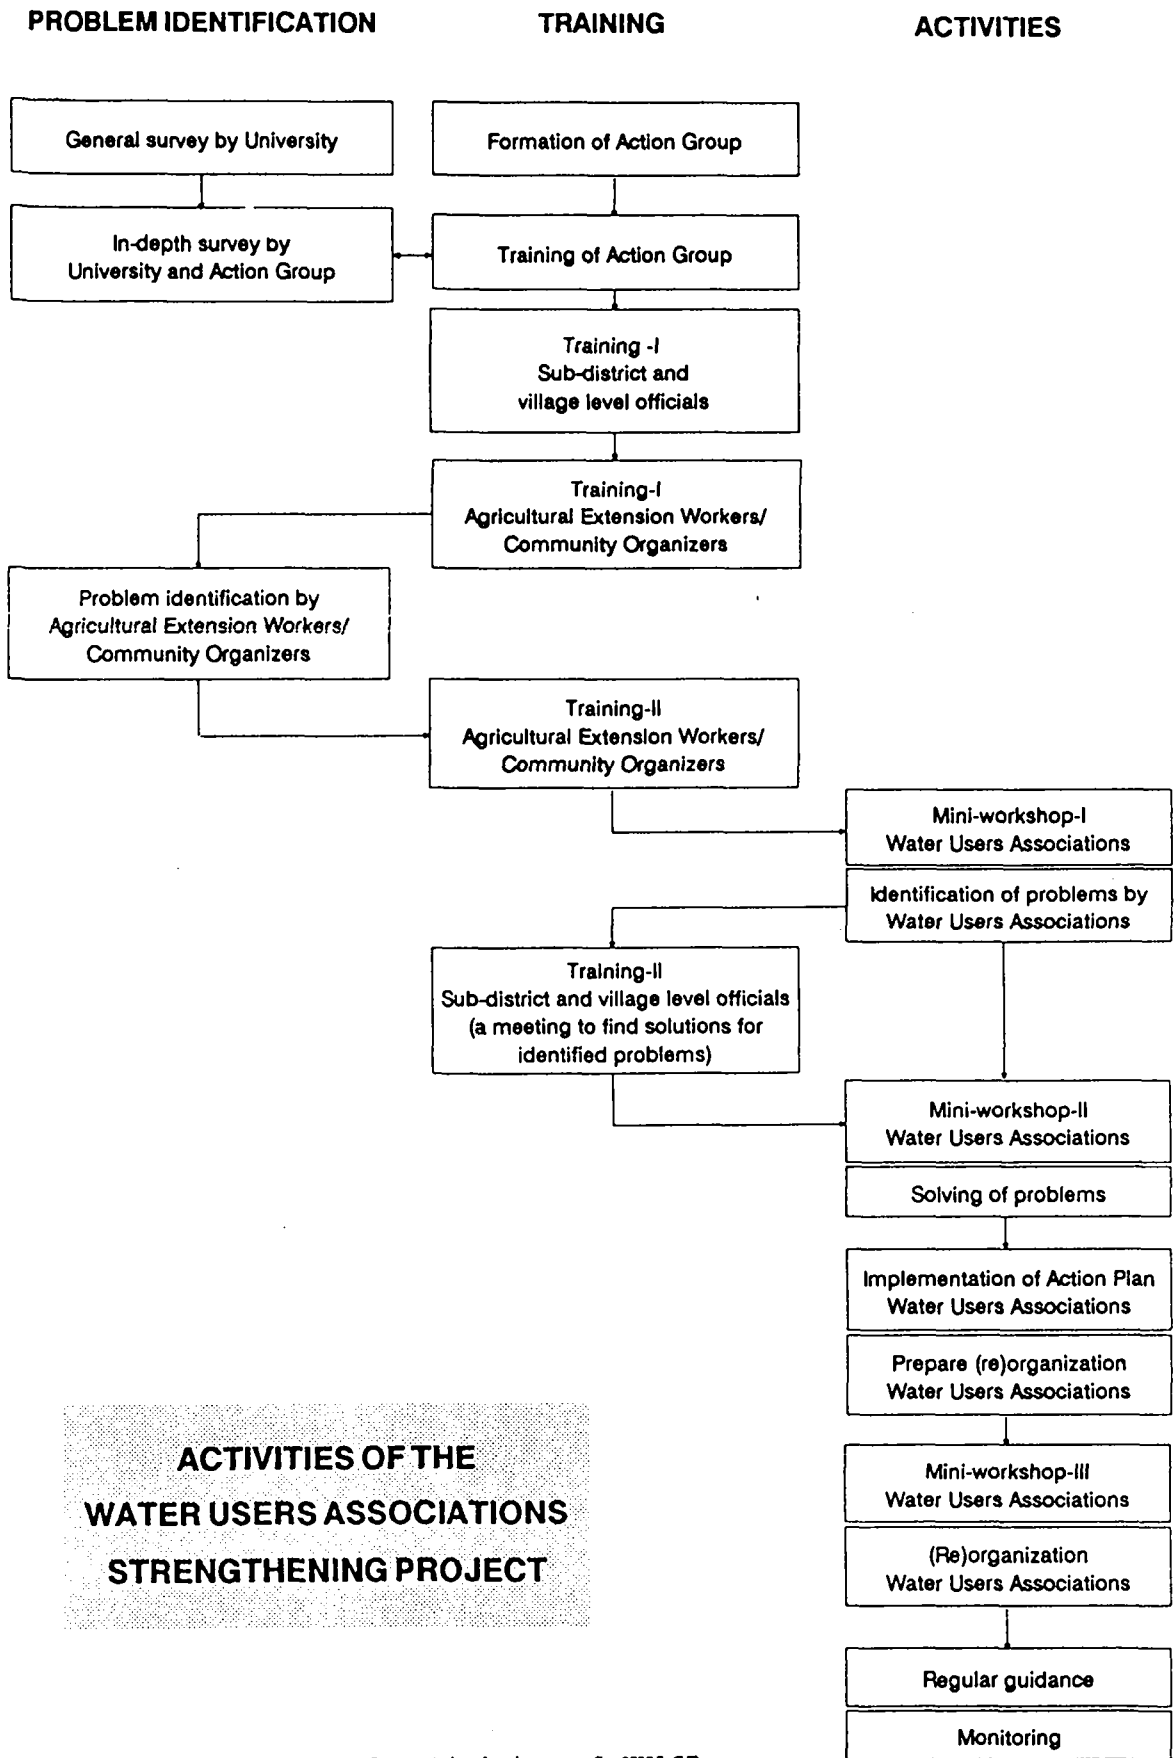 PROBLEM IDENTIFICATION
TRAINING
ACTIVITIES
General survey by University
Formation of Action Group
In-depth survey by
University and Action Group
Training of Action Group
Training -I
Sub-district and
village level officials
Training-I
Agricultural Extension Workers/
Community Organizers
Problem identification by
Agricultural Extension Workers/
Community Organizers
Training-II
Agricultural Extension Workers/
Community Organizers
Mini-workshop-I
Water Users Associations
Identification of problems by
Water Users Associations
Training-II
Sub-district and village level officials
(a meeting to find solutions for
identified problems)
Mini-workshop-II
Water Users Associations
Solving of problems
Implementation of Action Plan
Water Users Associations
Prepare (re)organization
Water Users Associations
Mini-workshop-III
Water Users Associations
(Re)organization
Water Users Associations
Regular guidance
Monitoring
ACTIVITIES OF THE
WATER USERS ASSOCIATIONS
STRENGTHENING PROJECT